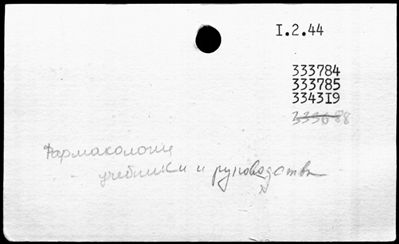 I.2.44
333784
333785
334319
Фармакология
учебники и руководства